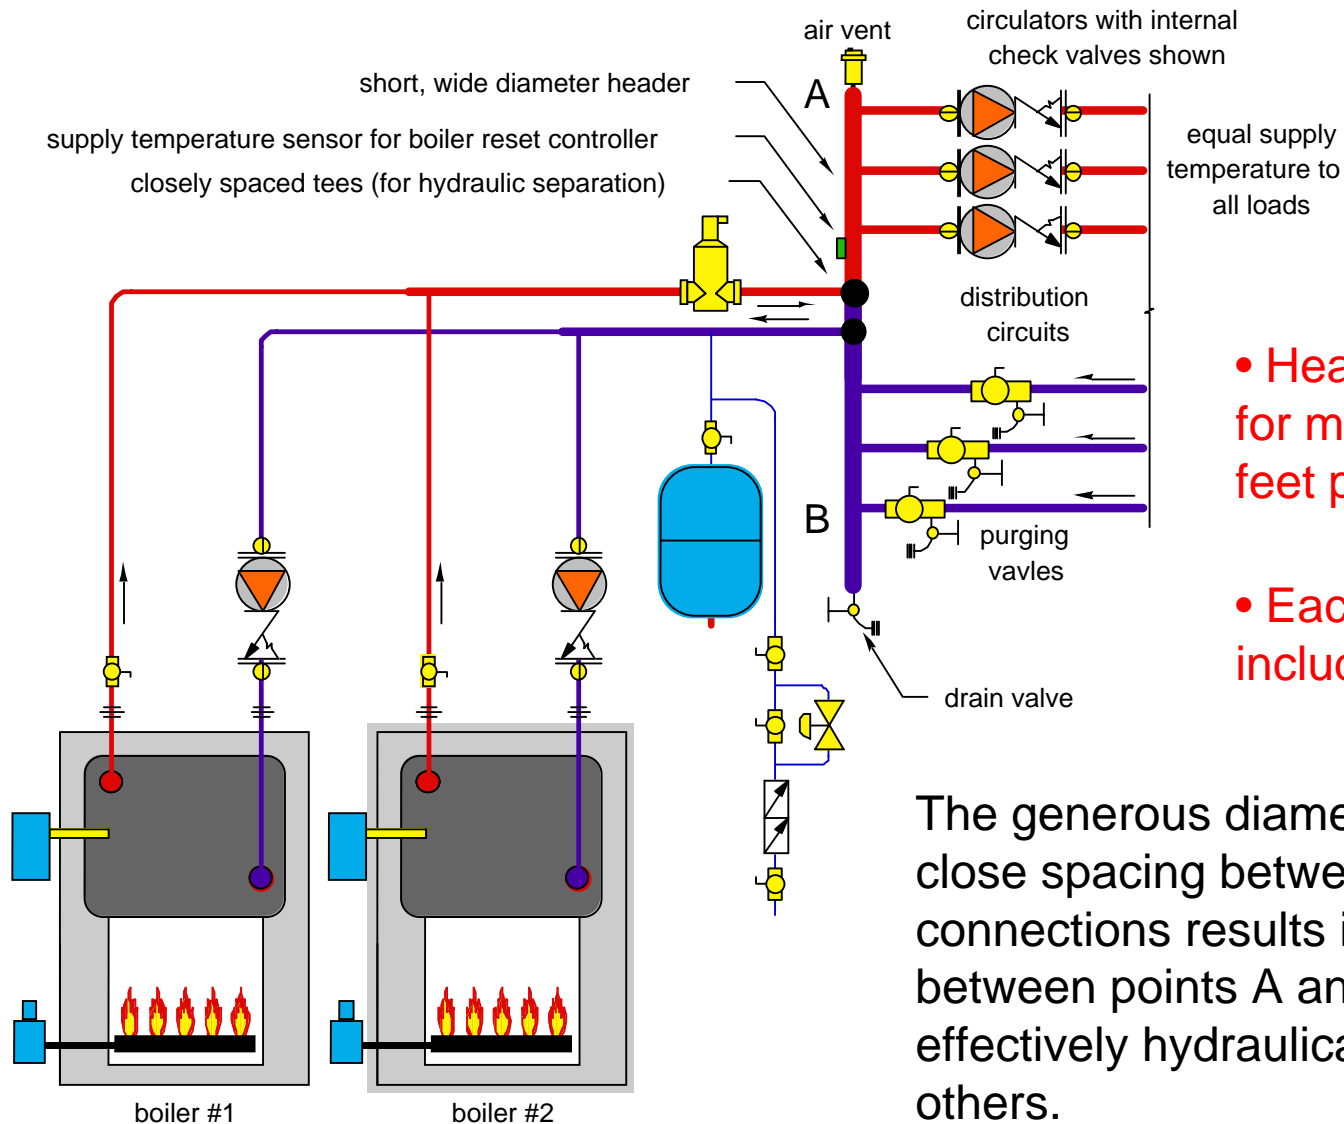 air vent
circulators with internal
check valves shown
short, wide diameter header
A
supply temperature sensor for boiler reset controller
closely spaced tees (for hydraulic separation)
equal supply
temperature to
all loads
distribution
circuits
B
purging
vavles
drain valve
boiler #1
boiler #2
• Hea
for m
feet p
• Eac
includ
The generous diame
close spacing betwe
connections results i
between points A an
effectively hydraulica
others.